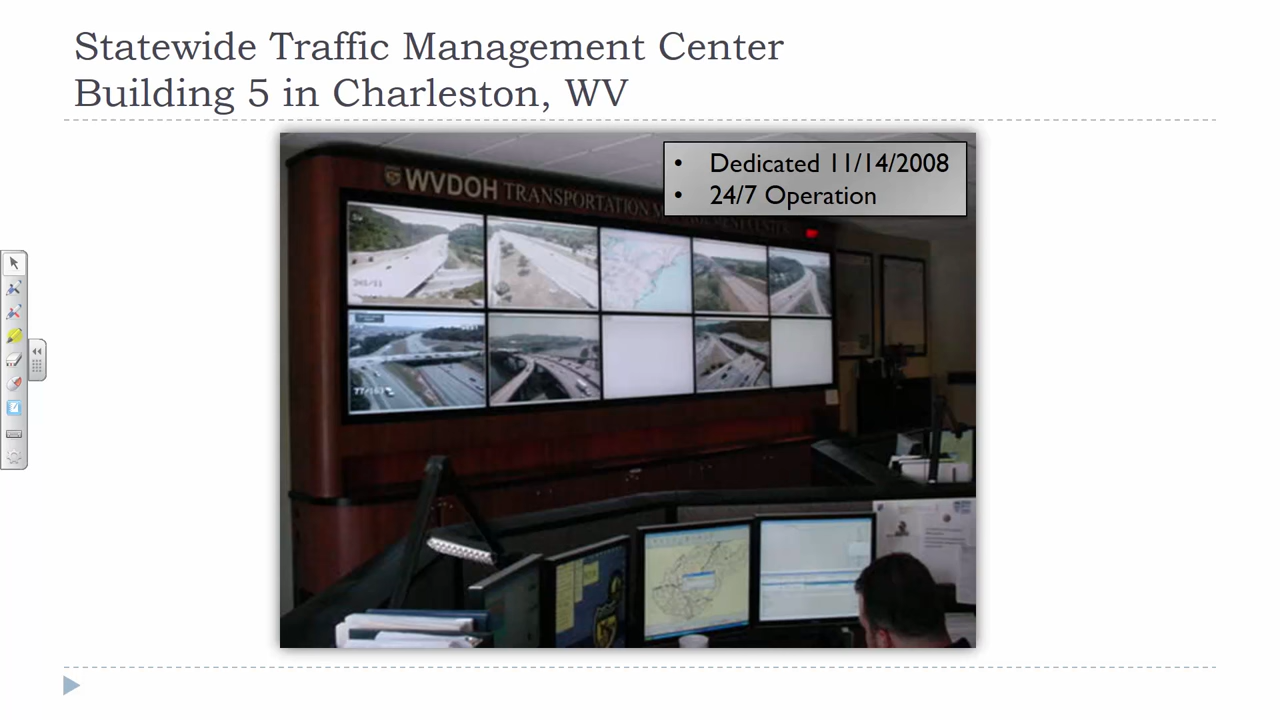 Statewide Traffic Management Center
Building 5 in Charleston, WV
• Dedicated 11/14/2008
• 24/7 Operation
WVDOH TRANSPORTATION